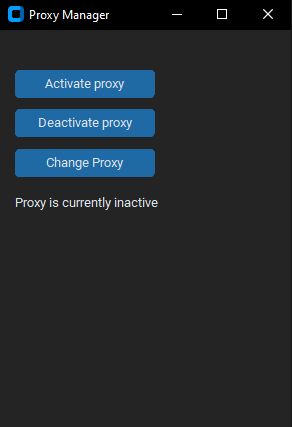 Proxy Manager
Activate proxy
Deactivate proxy
Change Proxy
Proxy is currently inactive